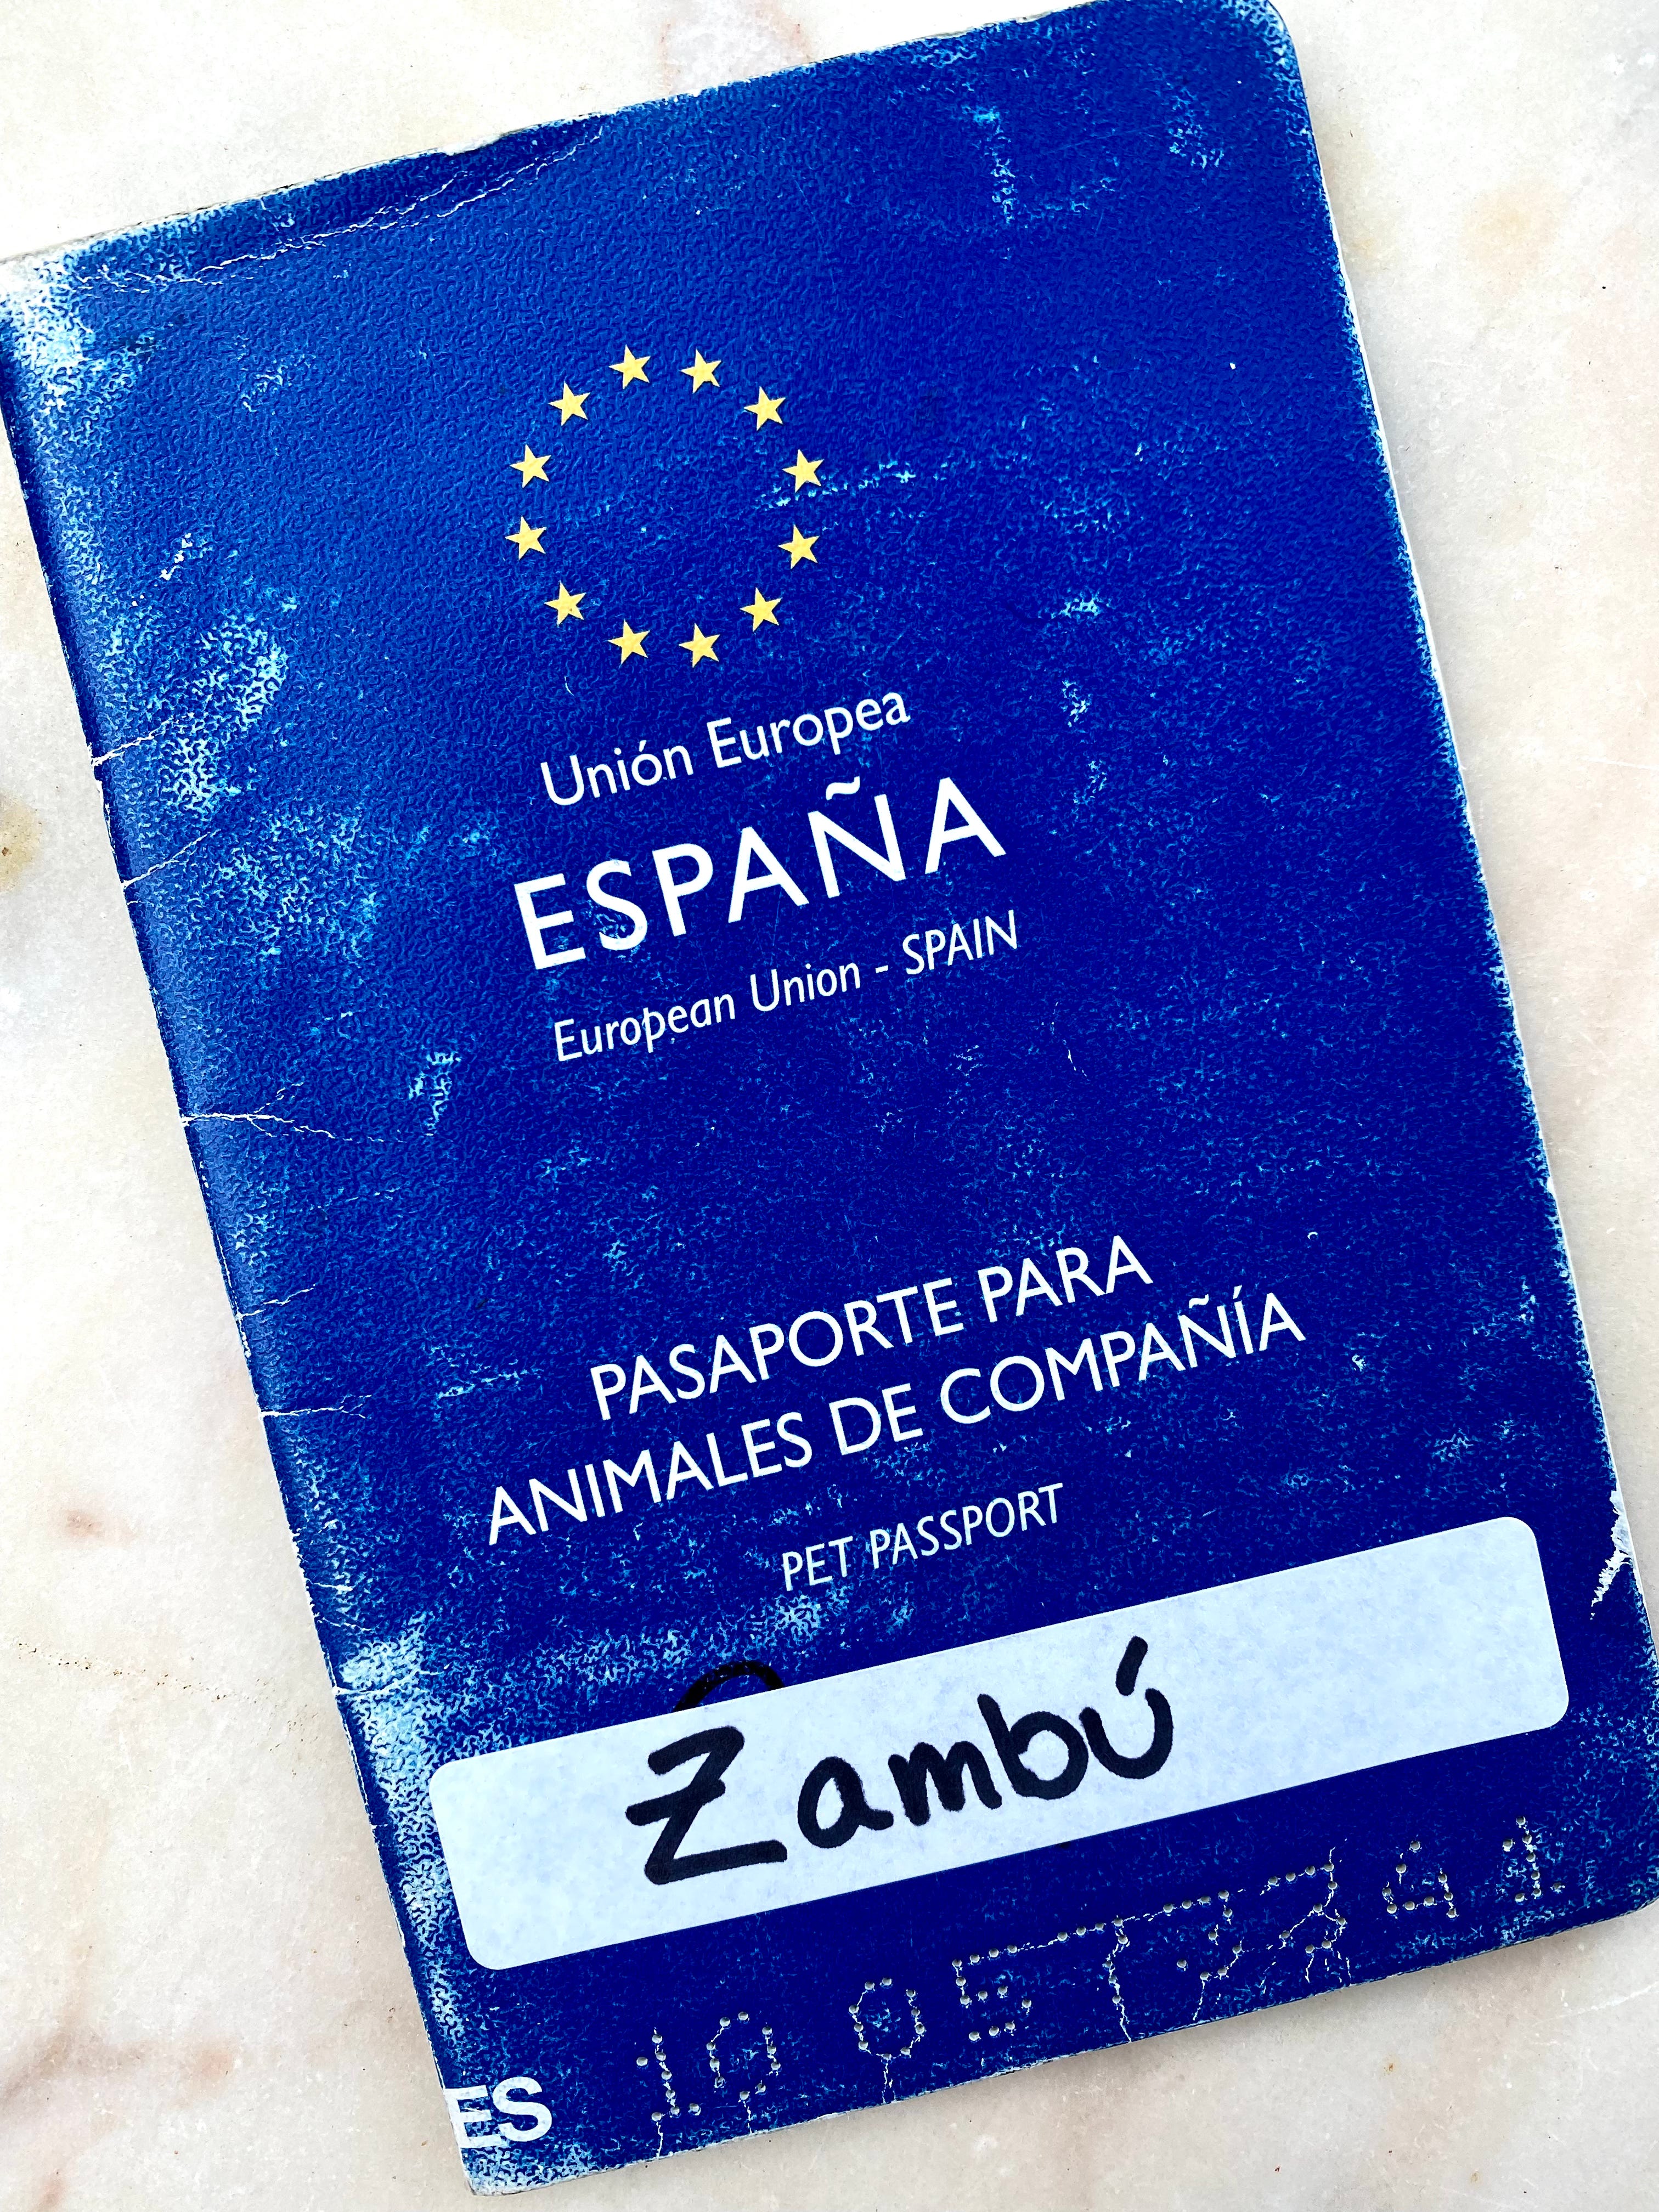 Unión Europea
ESPAÑA
European Union - SPAIN
PASAPORTE PARA
ANIMALES DE COMPAÑÍA
PET PASSPORT
Zambú
ES